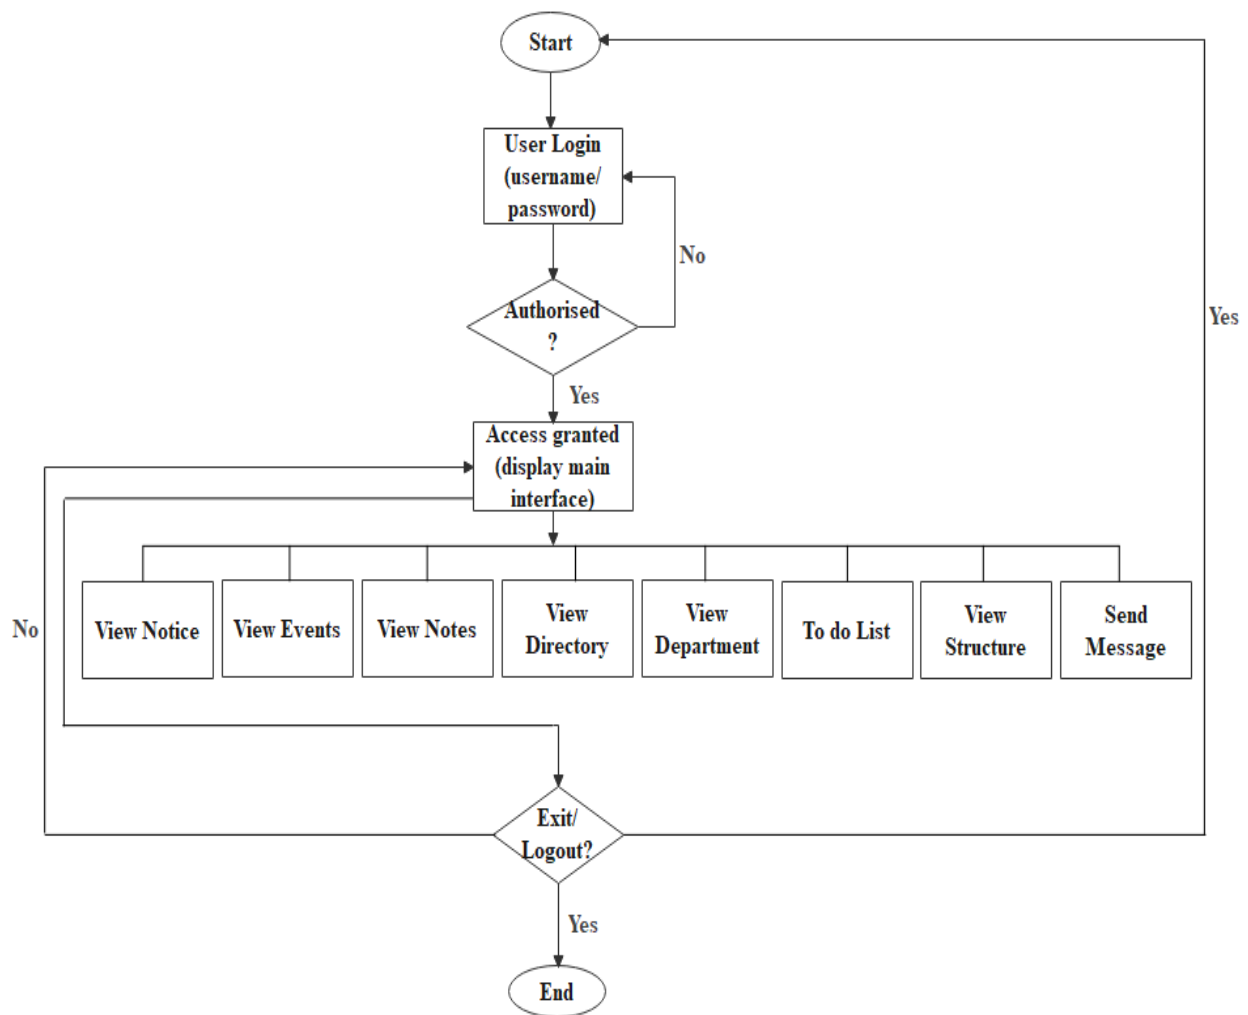 Start
User Login
(username/
password)
No
Authorised
?
Yes
Yes
Access granted
(display main
interface)
View Notice
View Events
View Notes
View
Directory
View
Department
To do List
View
Structure
Send
Message
No
Exit/
Logout?
Yes
End